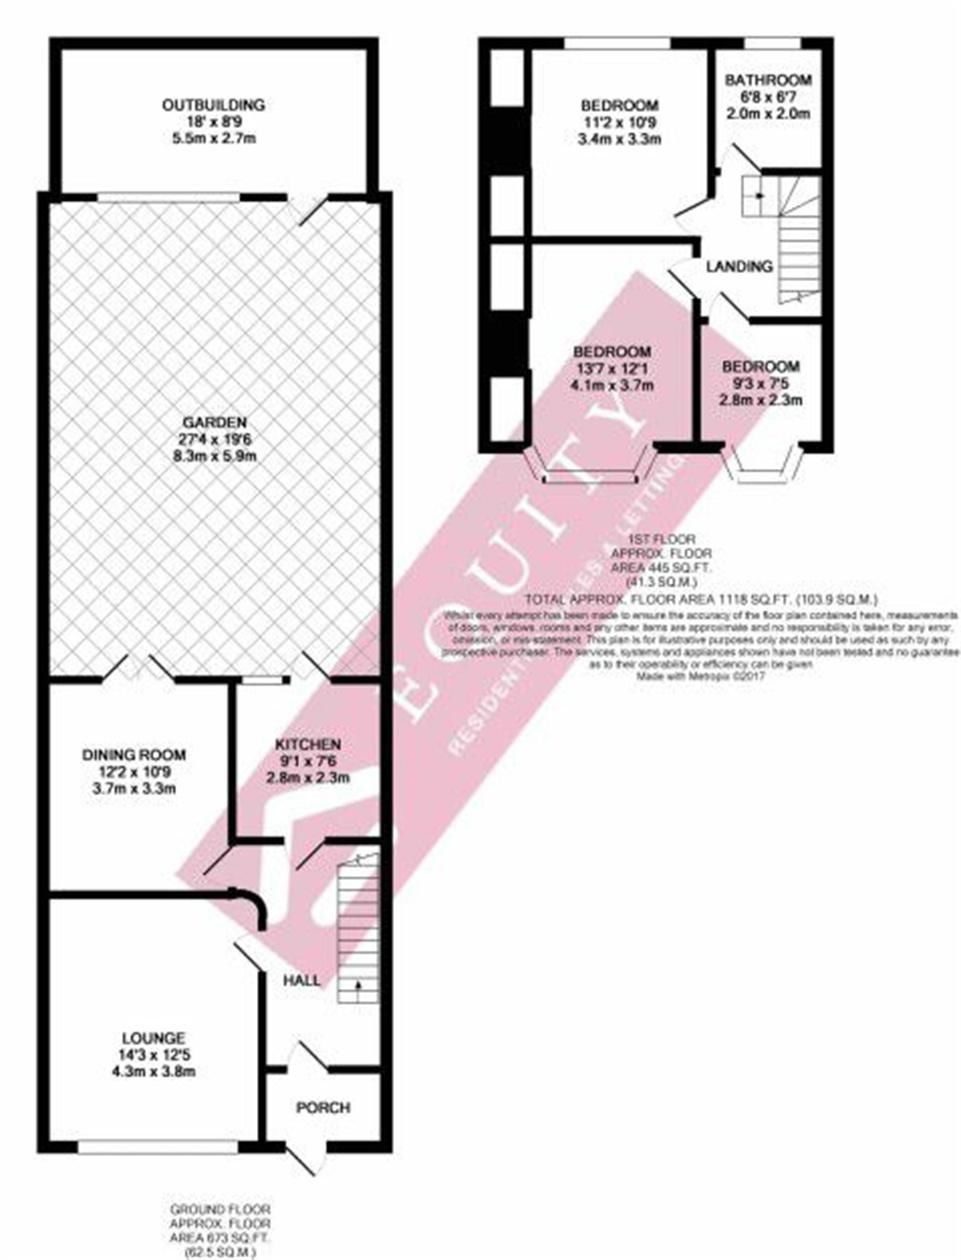 OUTBUILDING
18' x 8'9
5.5m x 2.7m
GARDEN
27'4 x 19'6
8.3m x 5.9m
DINING ROOM
12'2 x 10'9
3.7m x 3.3m
KITCHEN
9'1 x 7'6
2.8m x 2.3m
HALL
LOUNGE
14'3 x 12'5
4.3m x 3.8m
PORCH
GROUND FLOOR
APPROX. FLOOR
AREA 673 SQ.FT.
(62.5 SQ.M.)
BEDROOM
11'2 x 10'9
3.4m x 3.3m
BATHROOM
6'8 x 6'7
2.0m x 2.0m
LANDING
BEDROOM
13'7 x 12'1
4.1m x 3.7m
BEDROOM
9'3 x 7'5
2.8m x 2.3m
1ST FLOOR
APPROX. FLOOR
AREA 445 SQ.FT.
(41.3 SQ.M.)
TOTAL APPROX. FLOOR AREA 1118 SQ.FT. (103.9 SQ.M.)
Whilst every attempt has been made to ensure the accuracy of the floor plan contained here, measurements
of doors, windows, rooms and any other items are approximate and no responsibility is taken for any error,
omission, or mis-statement. This plan is for illustrative purposes only and should be used as such by any
prospective purchaser. The services, systems and appliances shown have not been tested and no guarantee
as to their operability or efficiency can be given
Made with Metropix ©2017
EQUITY
RESIDENTI ES & LETTING